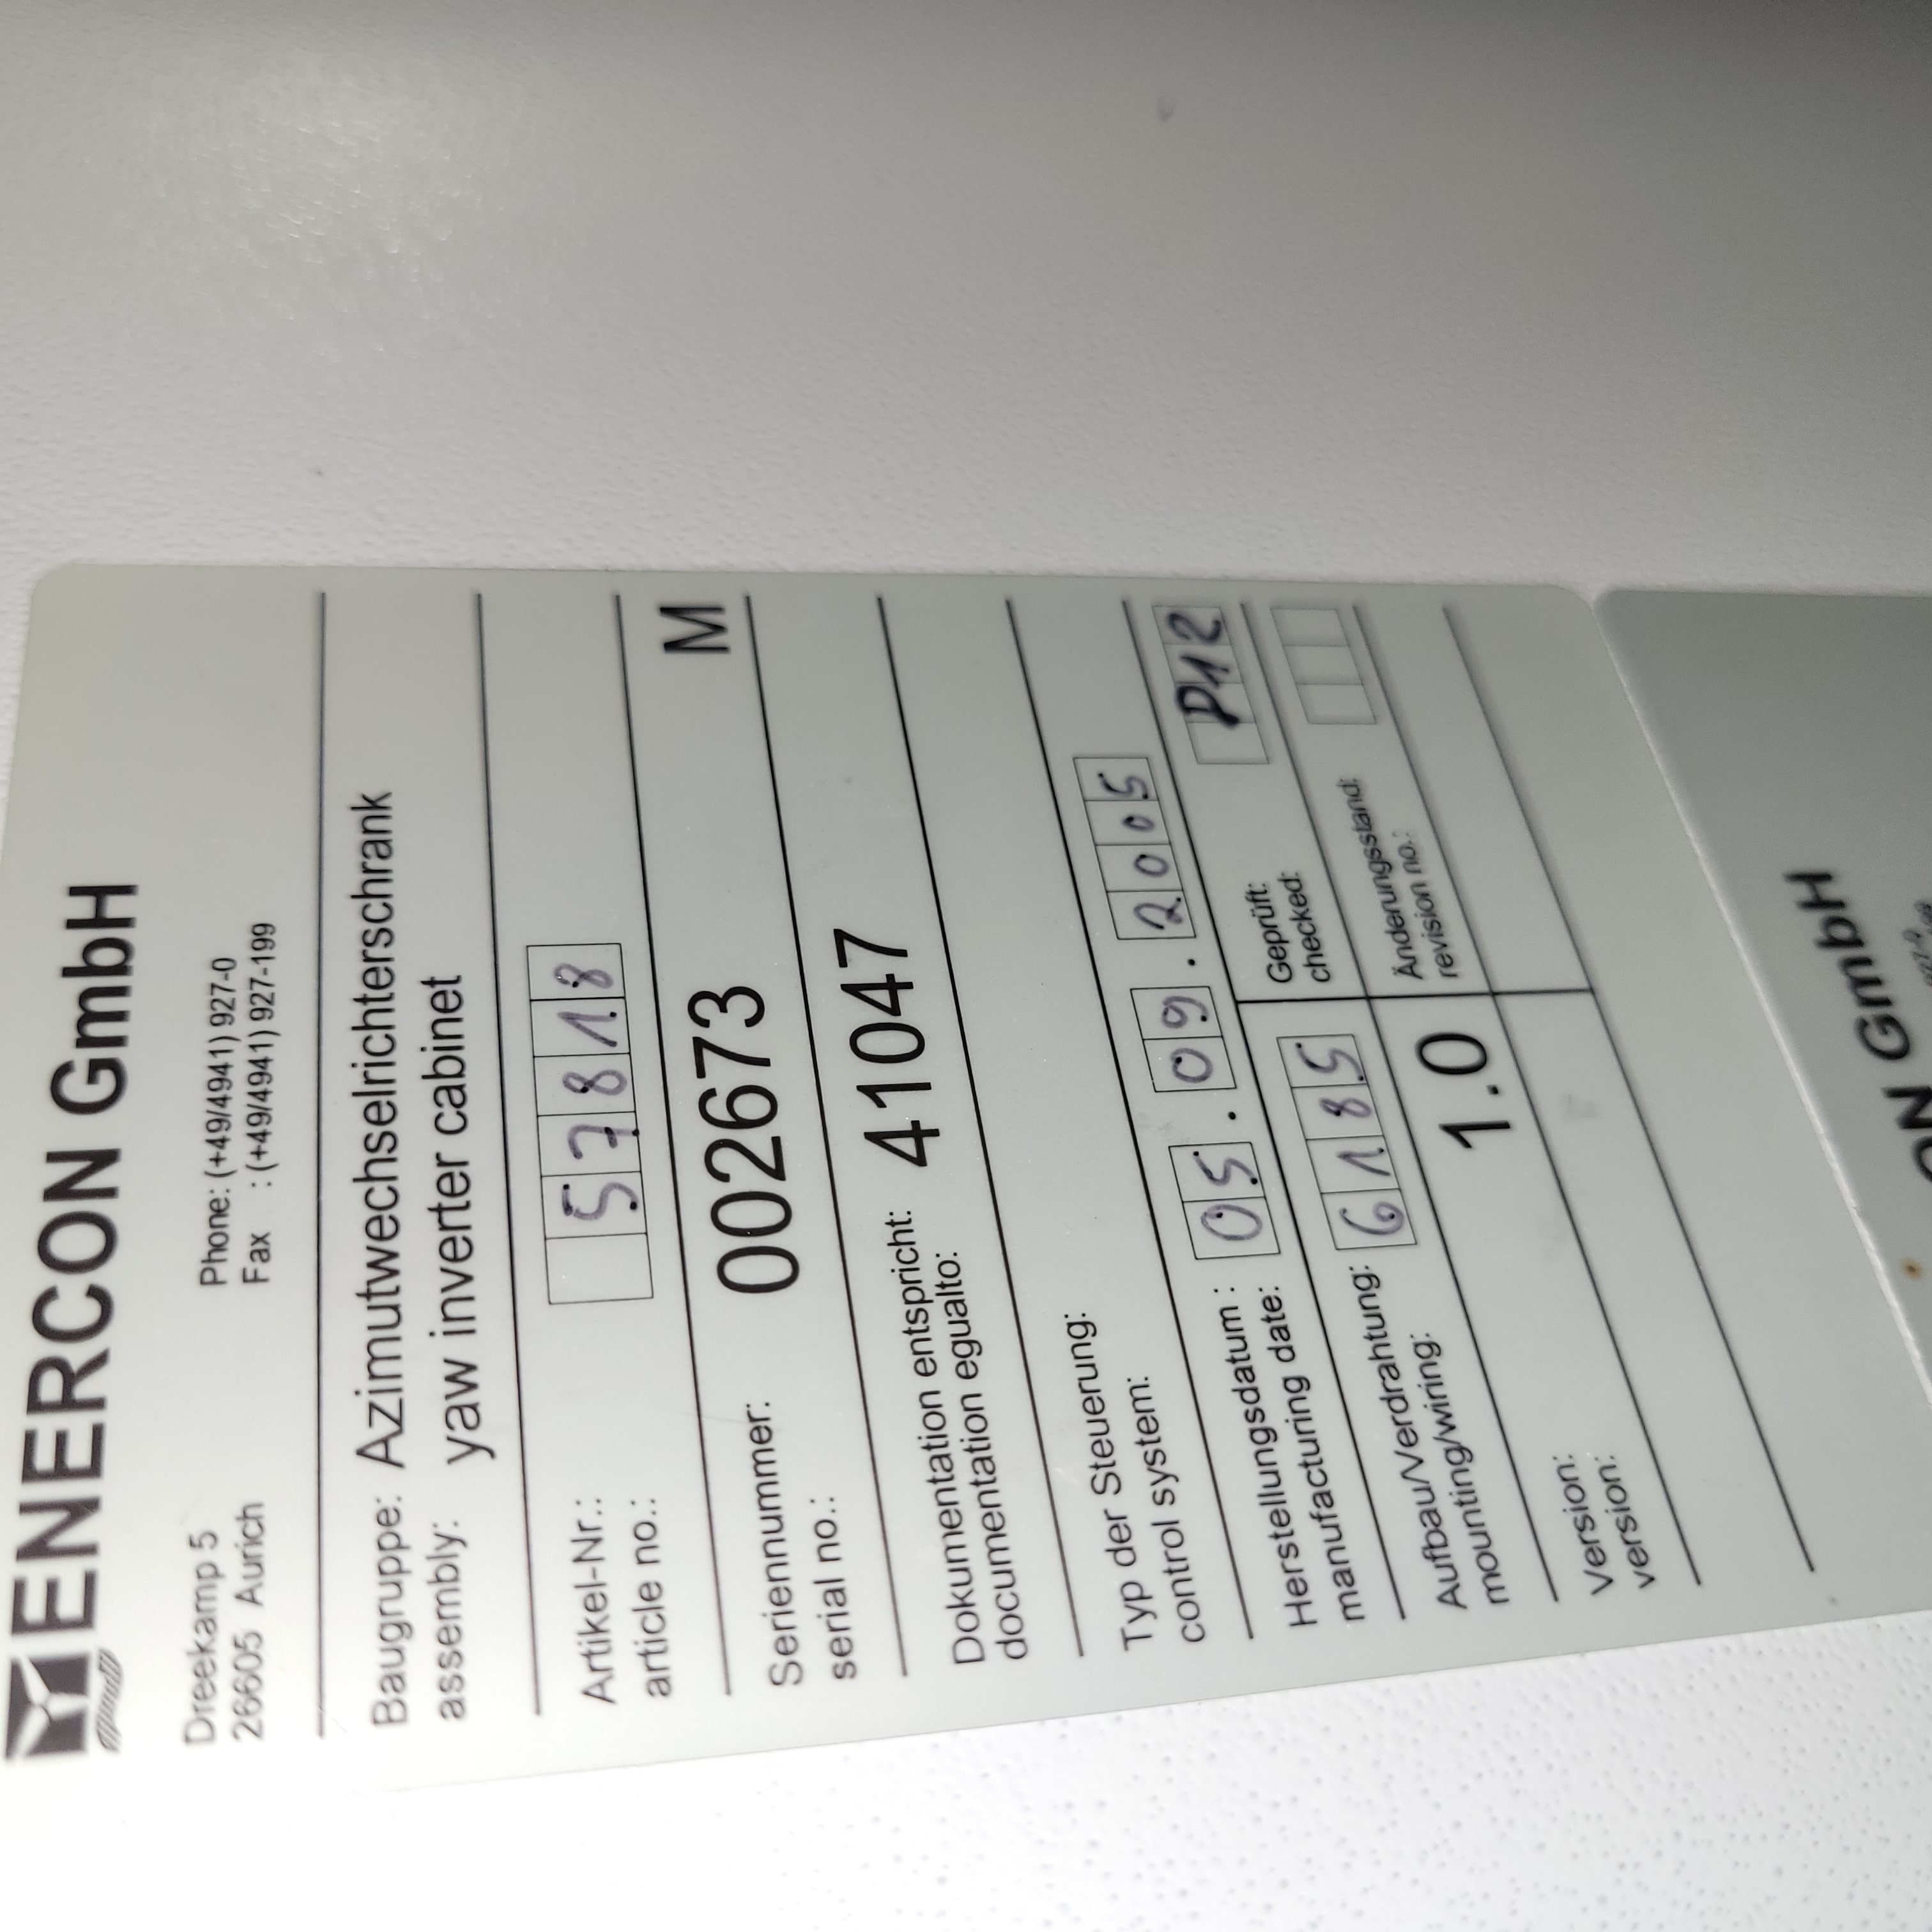 ENERCON GmbH
Dreekamp 5 Phone: (+49/4941) 927-0
26605 Aurich Fax : (+49/4941) 927-199
Baugruppe: Azimutwechselrichterschrank
assembly: yaw inverter cabinet
Artikel-Nr.: 57818
article no.:
Seriennummer: 002673 M
serial no.:
Dokumentation entspricht: 41047
documentation egualto:
Typ der Steuerung:
control system:
Herstellungsdatum : 05.09.2005
manufacturing date:
Aufbau/Verdrahtung: 6185 Geprüft: P12
mounting/wiring: checked:
Version: 1.0 Änderungsstand:
version: revision no.:
ON GmbH